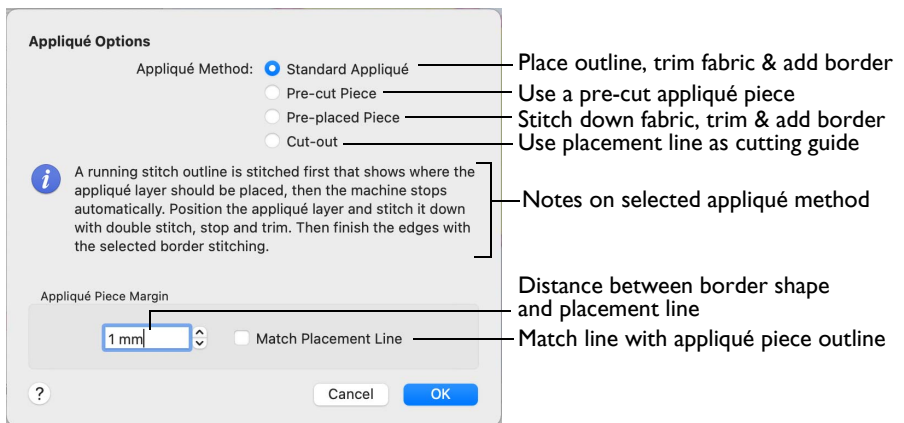 Appliqué Options
Appliqué Method:
Standard Appliqué
Place outline, trim fabric & add border
Pre-cut Piece
Use a pre-cut appliqué piece
Pre-placed Piece
Stitch down fabric, trim & add border
Cut-out
Use placement line as cutting guide
i
A running stitch outline is stitched first that shows where the
appliqué layer should be placed, then the machine stops
automatically. Position the appliqué layer and stitch it down
with double stitch, stop and trim. Then finish the edges with
the selected border stitching.
Notes on selected appliqué method
Appliqué Piece Margin
Distance between border shape
and placement line
1 mm
Match Placement Line
Match line with appliqué piece outline
?
Cancel
OK